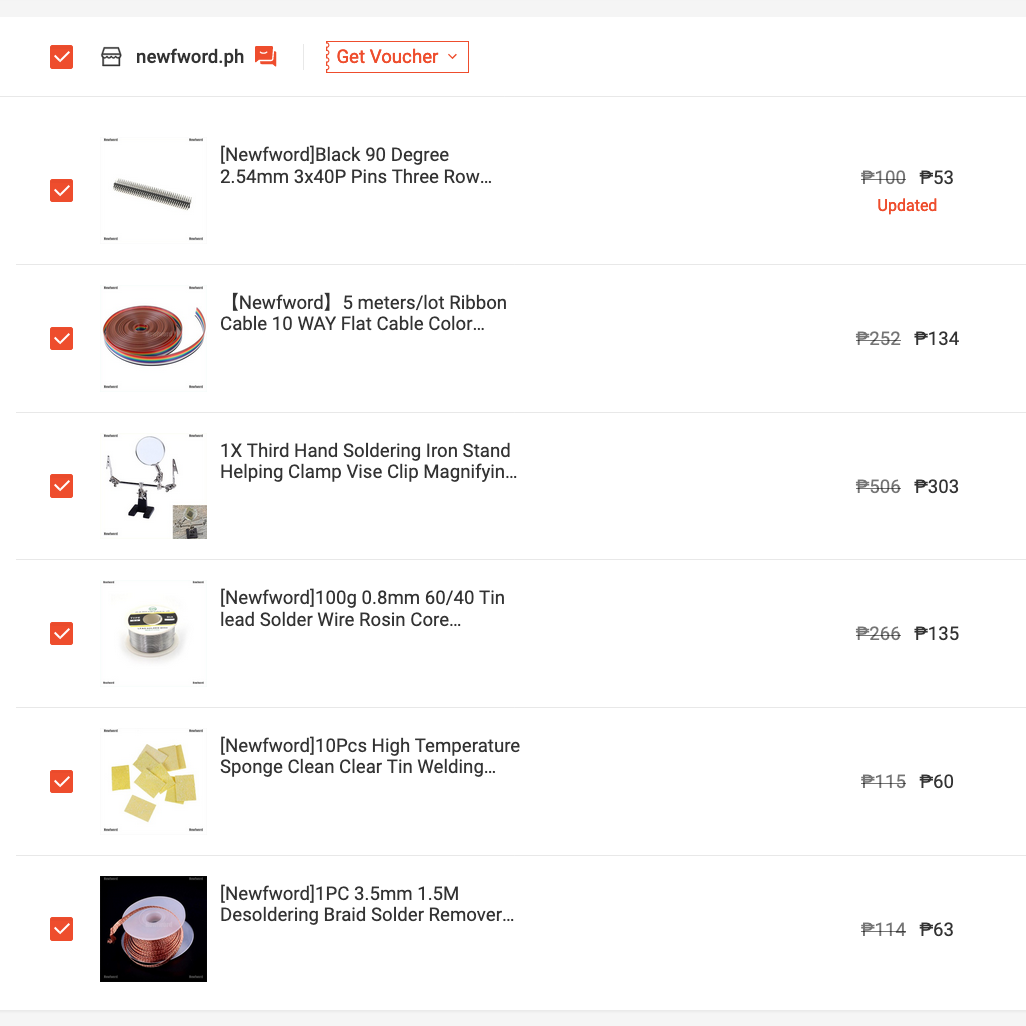 newfword.ph
Get Voucher
[Newfword]Black 90 Degree
2.54mm 3x40P Pins Three Row...
₱100 ₱53
Updated
【Newfword】5 meters/lot Ribbon
Cable 10 WAY Flat Cable Color...
₱252 ₱134
1X Third Hand Soldering Iron Stand
Helping Clamp Vise Clip Magnifyin...
₱506 ₱303
[Newfword]100g 0.8mm 60/40 Tin
lead Solder Wire Rosin Core...
₱266 ₱135
[Newfword]10Pcs High Temperature
Sponge Clean Clear Tin Welding...
₱115 ₱60
[Newfword]1PC 3.5mm 1.5M
Desoldering Braid Solder Remover...
₱114 ₱63